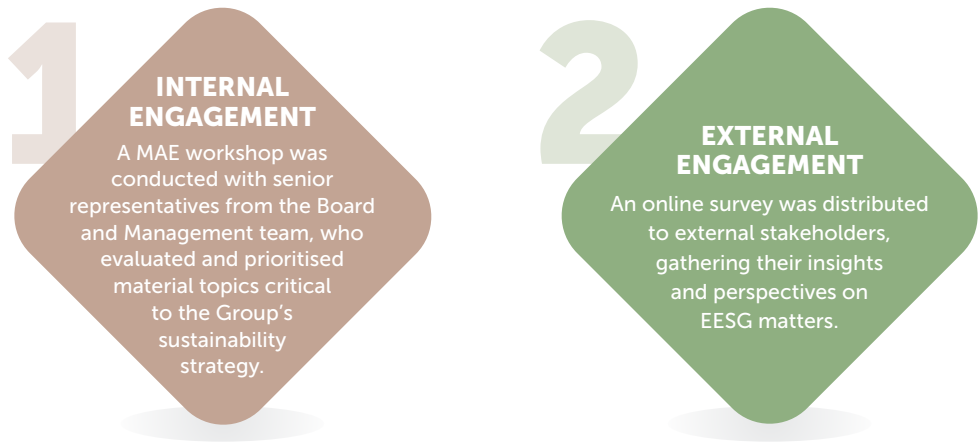 1
INTERNAL
ENGAGEMENT
A MAE workshop was
conducted with senior
representatives from the Board
and Management team, who
evaluated and prioritised
material topics critical
to the Group’s
sustainability
strategy.
2
EXTERNAL
ENGAGEMENT
An online survey was distributed
to external stakeholders,
gathering their insights
and perspectives on
EESG matters.